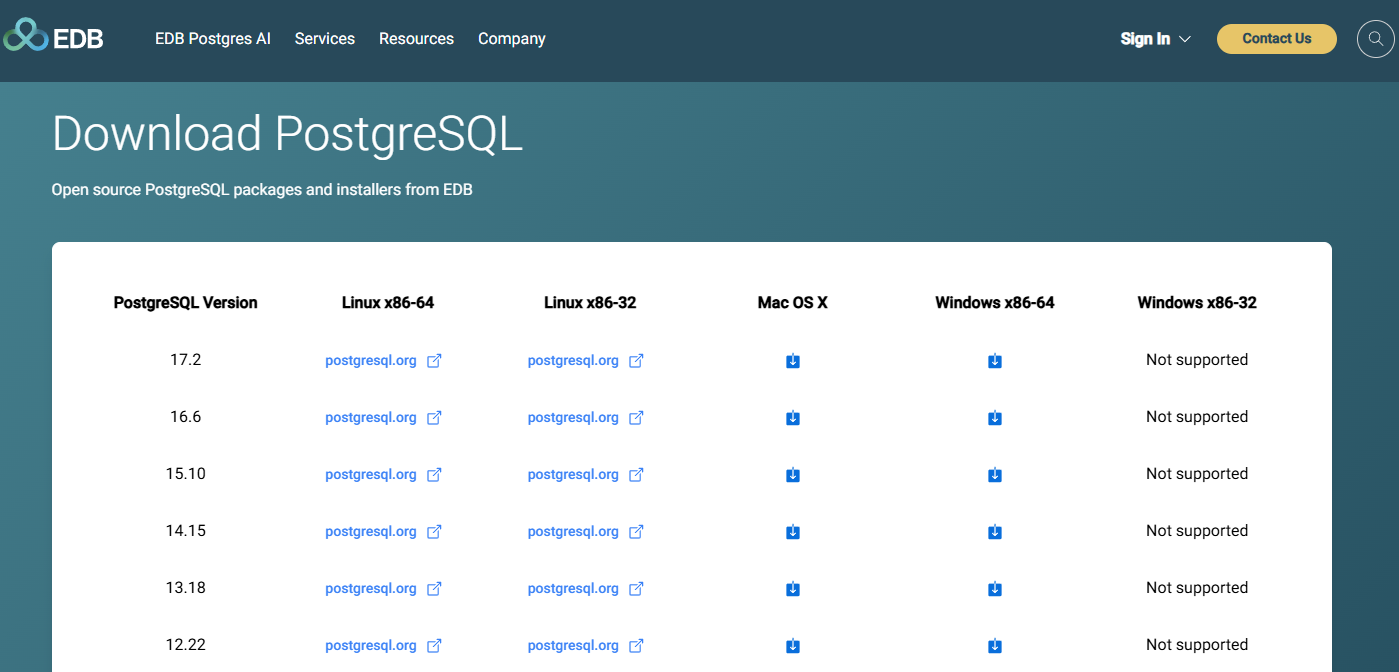 EDB EDB Postgres AI Services Resources Company Sign In Contact Us
Download PostgreSQL
Open source PostgreSQL packages and installers from EDB
PostgreSQL Version Linux x86-64 Linux x86-32 Mac OS X Windows x86-64 Windows x86-32
17.2 postgresql.org postgresql.org Not supported
16.6 postgresql.org postgresql.org Not supported
15.10 postgresql.org postgresql.org Not supported
14.15 postgresql.org postgresql.org Not supported
13.18 postgresql.org postgresql.org Not supported
12.22 postgresql.org postgresql.org Not supported